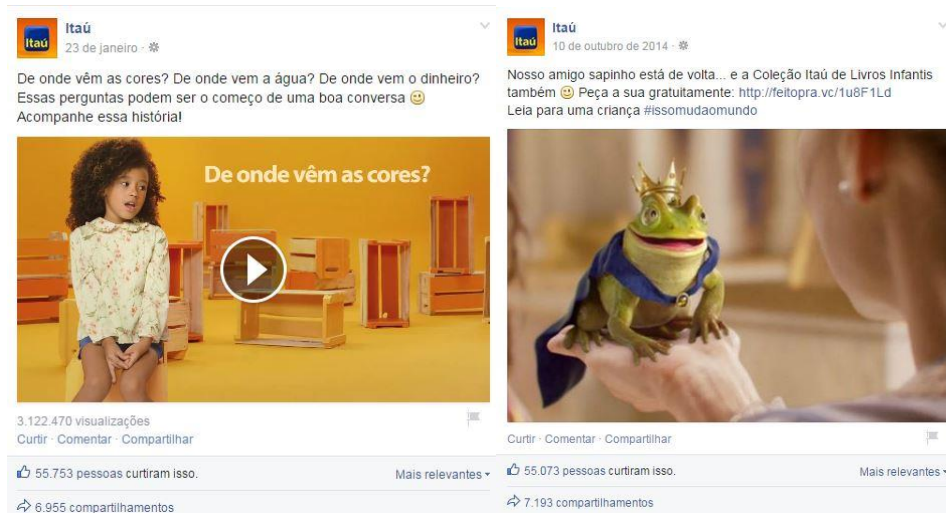 Itaú
Itaú
23 de janeiro ·
De onde vêm as cores? De onde vem a água? De onde vem o dinheiro?
Essas perguntas podem ser o começo de uma boa conversa
Acompanhe essa história!
De onde vêm as cores?
3.122.470 visualizações
Curtir · Comentar · Compartilhar
55.753 pessoas curtiram isso.
Mais relevantes
6.955 compartilhamentos
Itaú
Itaú
10 de outubro de 2014 ·
Nosso amigo sapinho está de volta... e a Coleção Itaú de Livros Infantis
também Peça a sua gratuitamente: http://feitopra.vc/1u8F1Ld
Leia para uma criança #issomudaomundo
Curtir · Comentar · Compartilhar
55.073 pessoas curtiram isso.
Mais relevantes
7.193 compartilhamentos